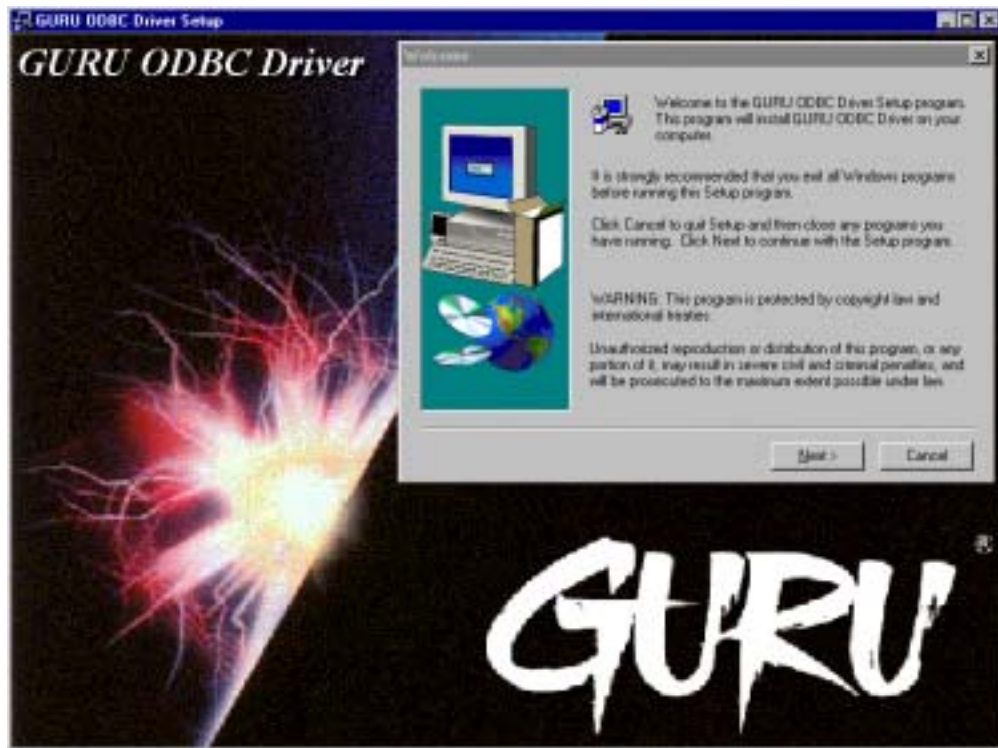 GURU ODBC Driver Setup
GURU ODBC Driver
Welcome
Welcome to the GURU ODBC Driver Setup program.
This program will install GURU ODBC Driver on your
computer.
It is strongly recommended that you exit all Windows programs
before running this Setup program.
Click Cancel to quit Setup and then close any programs you
have running. Click Next to continue with the Setup program.
WARNING: This program is protected by copyright law and
international treaties.
Unauthorized reproduction or distribution of this program, or any
portion of it, may result in severe civil and criminal penalties, and
will be prosecuted to the maximum extent possible under law.
Next >
Cancel
GURU®